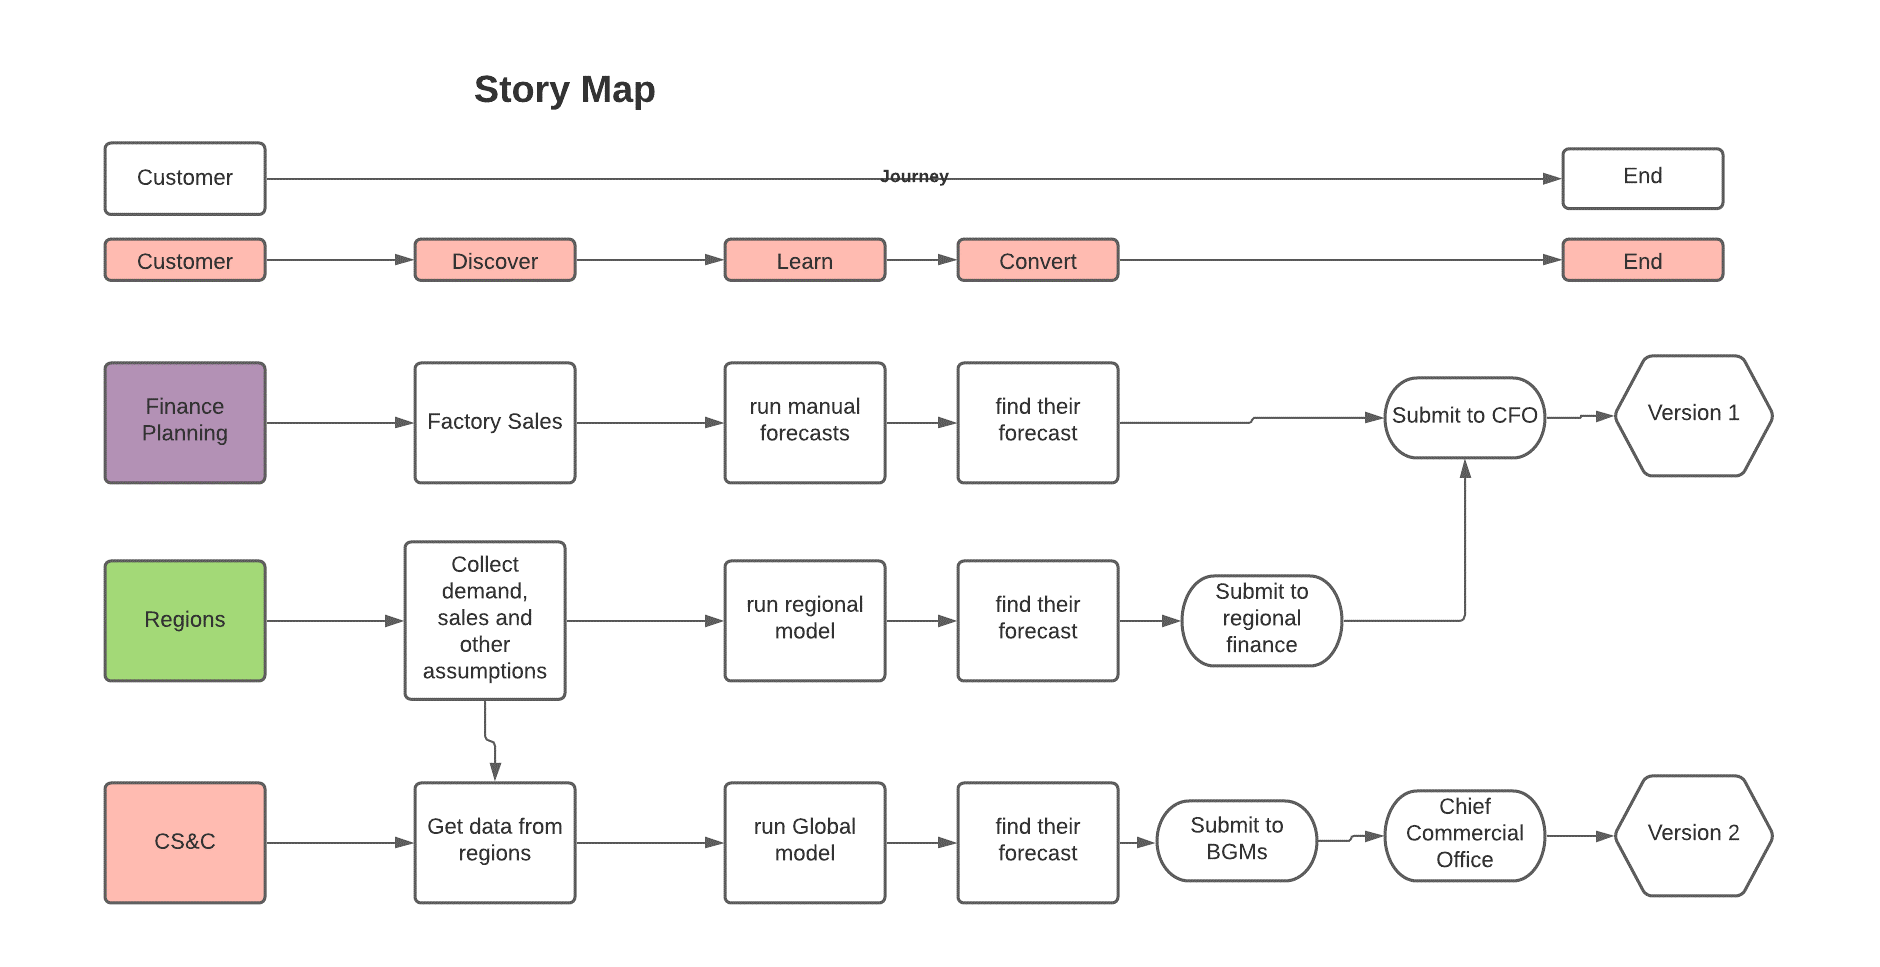 Story Map
Customer
Journey
End
Customer
Discover
Learn
Convert
End
Finance
Planning
Factory Sales
run manual
forecasts
find their
forecast
Submit to CFO
Version 1
Regions
Collect
demand,
sales and
other
assumptions
run regional
model
find their
forecast
Submit to
regional
finance
CS&C
Get data from
regions
run Global
model
find their
forecast
Submit to
BGMs
Chief
Commercial
Office
Version 2